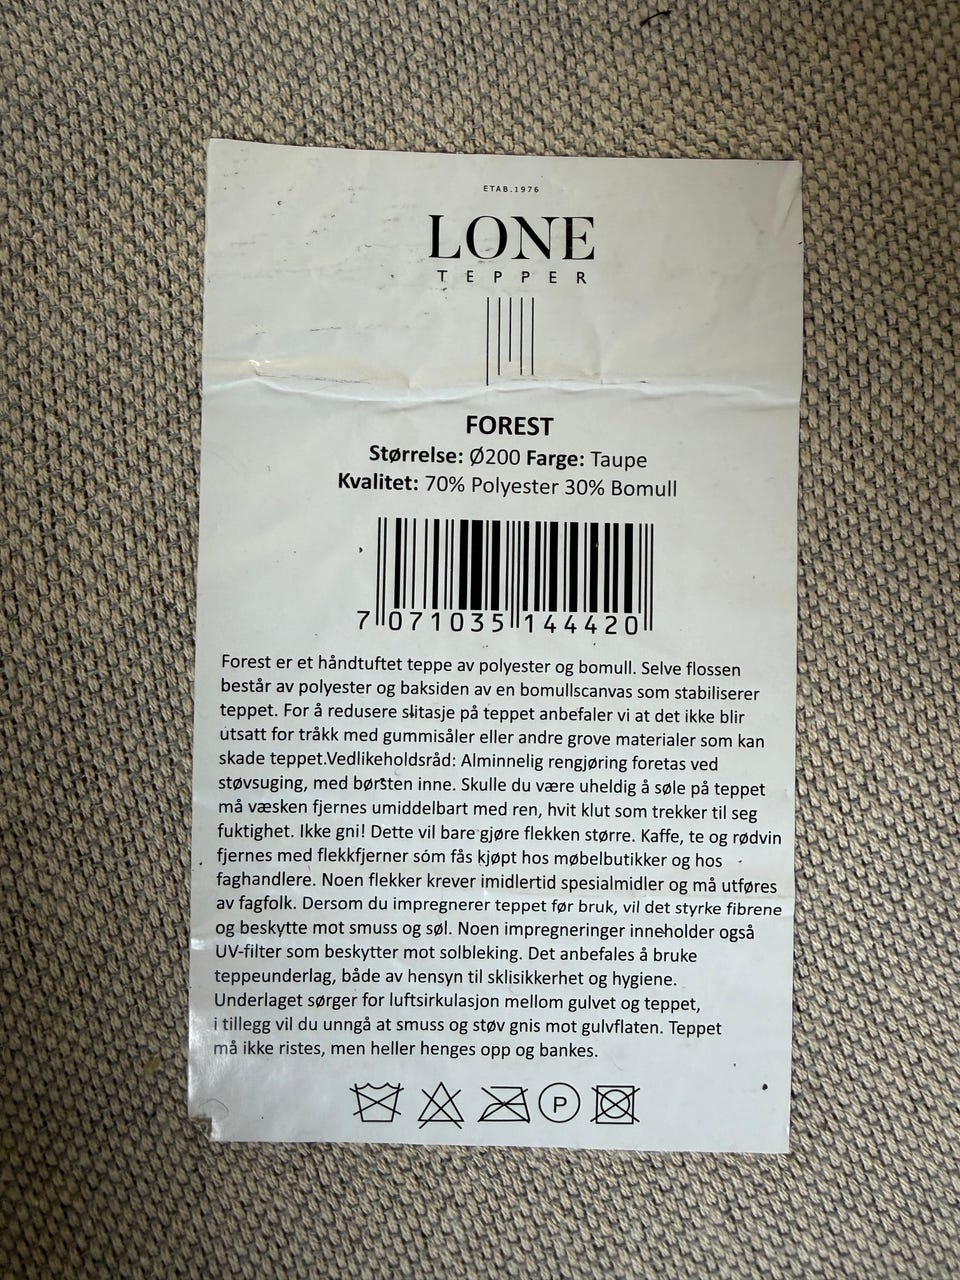 ETAB.1976
LONE
TEPPER
FOREST
Størrelse: Ø200 Farge: Taupe
Kvalitet: 70% Polyester 30% Bomull
7 071035 144420
Forest er et håndtuftet teppe av polyester og bomull. Selve flossen
består av polyester og baksiden av en bomullscanvas som stabiliserer
teppet. For å redusere slitasje på teppet anbefaler vi at det ikke blir
utsatt for tråkk med gummisåler eller andre grove materialer som kan
skade teppet.Vedlikeholdsråd: Alminnelig rengjøring foretas ved
støvsuging, med børsten inne. Skulle du være uheldig å søle på teppet
må væsken fjernes umiddelbart med ren, hvit klut som trekker til seg
fuktighet. Ikke gni! Dette vil bare gjøre flekken større. Kaffe, te og rødvin
fjernes med flekkfjerner som fås kjøpt hos møbelbutikker og hos
faghandlere. Noen flekker krever imidlertid spesialmidler og må utføres
av fagfolk. Dersom du impregnerer teppet før bruk, vil det styrke fibrene
og beskytte mot smuss og søl. Noen impregneringer inneholder også
UV-filter som beskytter mot solbleking. Det anbefales å bruke
teppeunderlag, både av hensyn til sklisikkerhet og hygiene.
Underlaget sørger for luftsirkulasjon mellom gulvet og teppet,
i tillegg vil du unngå at smuss og støv gnis mot gulvflaten. Teppet
må ikke ristes, men heller henges opp og bankes.
P